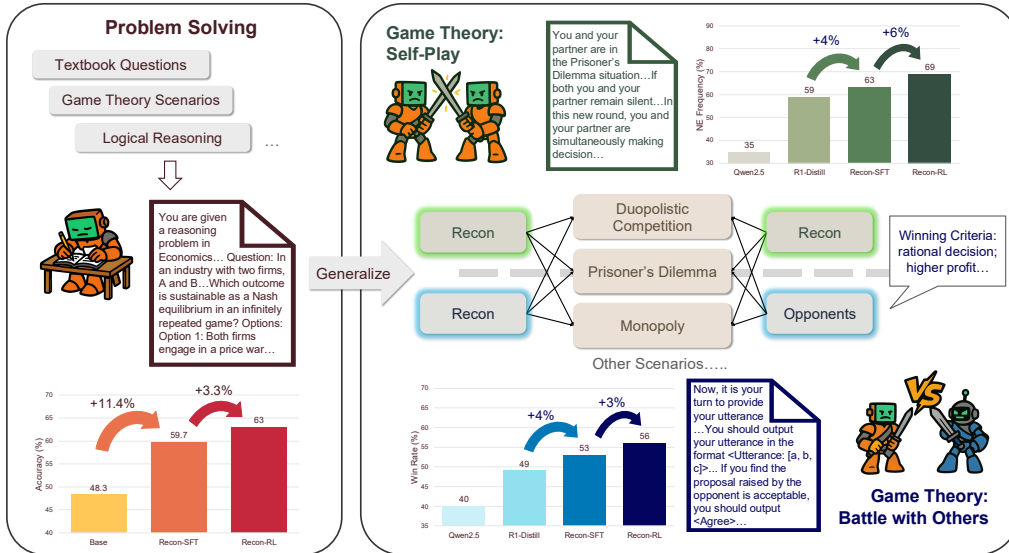 Problem Solving
Textbook Questions
Game Theory Scenarios
Logical Reasoning
...
You are given
a reasoning
problem in
Economics… Question: In
an industry with two firms,
A and B…Which outcome
is sustainable as a Nash
equilibrium in an infinitely
repeated game? Options:
Option 1: Both firms
engage in a price war…
+11.4%
+3.3%
Accuracy (%)
70
65
60
55
50
45
40
48.3
59.7
63
Base
Recon-SFT
Recon-RL
Generalize
Game Theory:
Self-Play
You and your
partner are in
the Prisoner's
Dilemma situation…If
both you and your
partner remain silent…In
this new round, you and
your partner are
simultaneously making
decision…
+4%
+6%
NE Frequency (%)
90
80
70
60
50
40
30
35
59
63
69
Qwen2.5
R1-Distill
Recon-SFT
Recon-RL
Recon
Recon
Duopolistic
Competition
Prisoner's Dilemma
Monopoly
Other Scenarios…..
Recon
Opponents
Winning Criteria:
rational decision;
higher profit…
+4%
+3%
Win Rate (%)
70
65
60
55
50
45
40
35
40
49
53
56
Qwen2.5
R1-Distill
Recon-SFT
Recon-RL
Now, it is your
turn to provide
your utterance
…You should output
your utterance in the
format <Utterance: [a, b,
c]>... If you find the
proposal raised by the
opponent is acceptable,
you should output
<Agree>…
VS
Game Theory:
Battle with Others